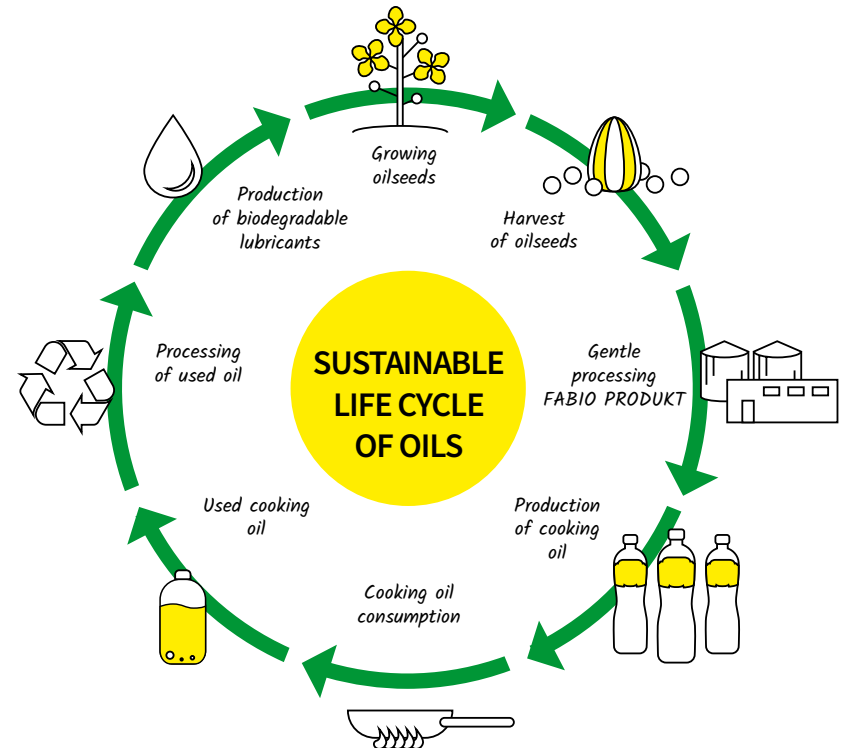 Growing
oilseeds
Harvest
of oilseeds
Gentle
processing
FABIO PRODUKT
Production
of cooking
oil
Cooking oil
consumption
Used cooking
oil
Processing
of used oil
Production
of biodegradable
lubricants
SUSTAINABLE
LIFE CYCLE
OF OILS